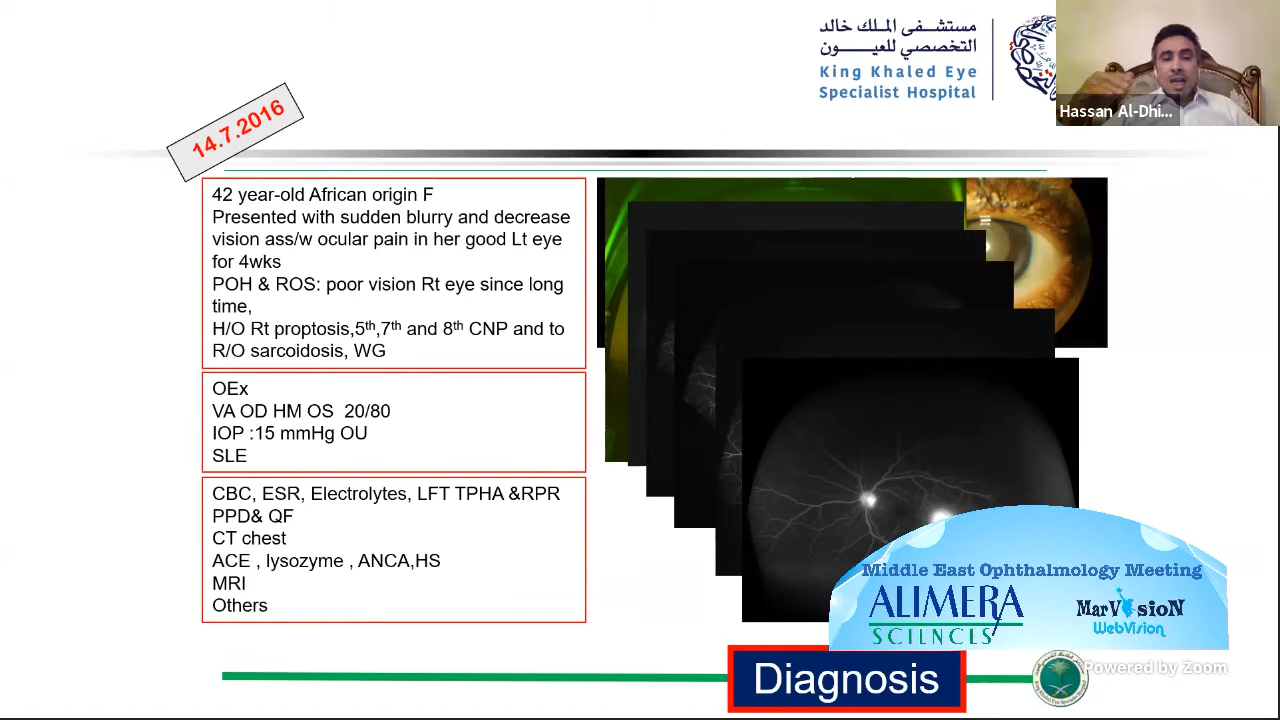 مستشفى الملك خالد
التخصصي للعيون
King Khaled Eye
Specialist Hospital
Hassan Al-Dhi...
14.7.2016
42 year-old African origin F
Presented with sudden blurry and decrease
vision ass/w ocular pain in her good Lt eye
for 4wks
POH & ROS: poor vision Rt eye since long
time,
H/O Rt proptosis,5th,7th and 8th CNP and to
R/O sarcoidosis, WG
OEx
VA OD HM OS 20/80
IOP :15 mmHg OU
SLE
CBC, ESR, Electrolytes, LFT TPHA &RPR
PPD& QF
CT chest
ACE , lysozyme , ANCA,HS
MRI
Others
Middle East Ophthalmology Meeting
ALIMERA
SCIENCES
MarVisioN
WebVision
Diagnosis
Powered by Zoom